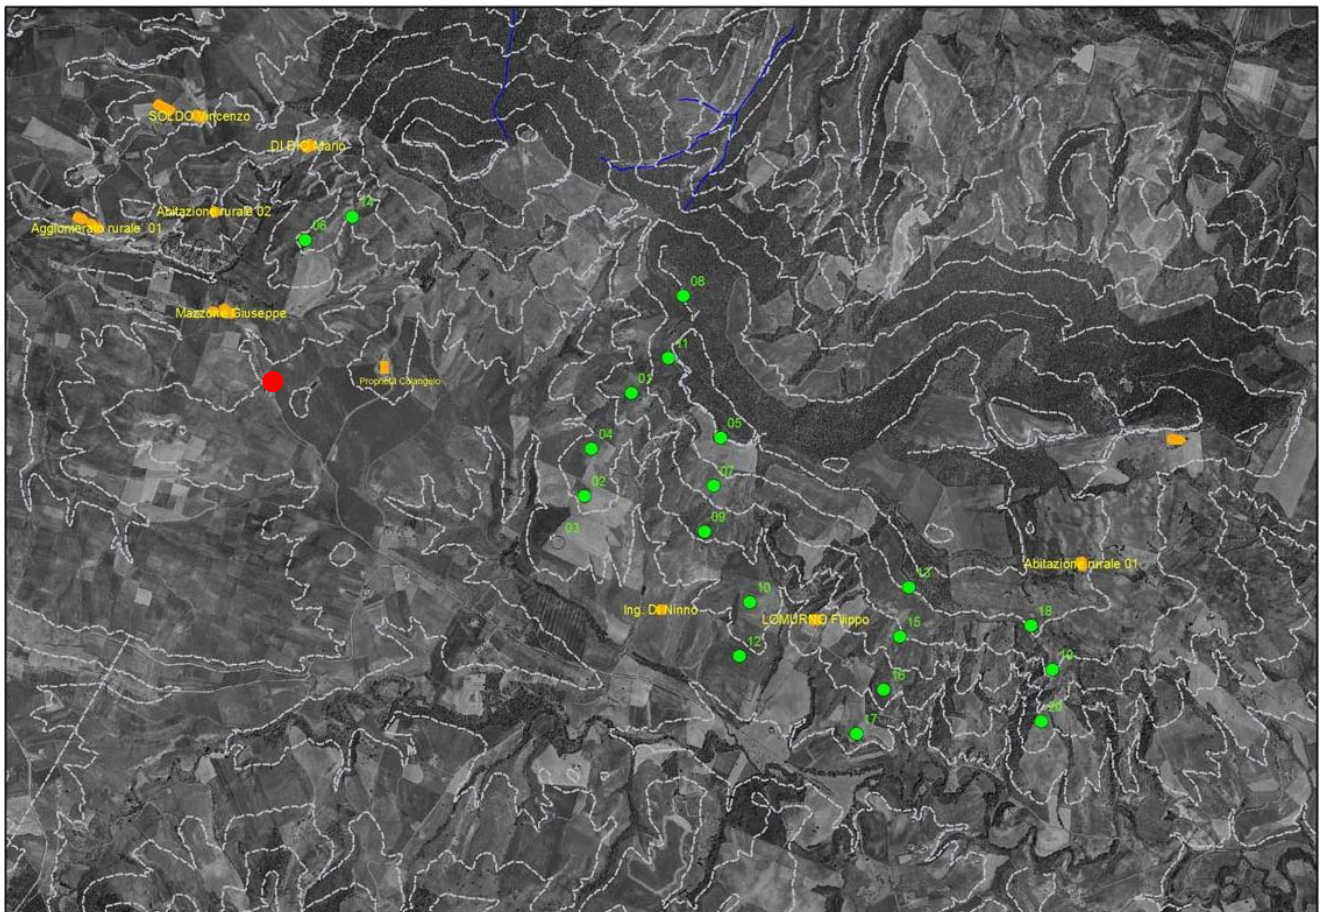 SOLDO Vincenzo
DI BIO Mario
Abitazione rurale 02
14
Agglomerato rurale 01
06
08
Mazzone Giuseppe
11
Proprietà Colangelo
01
05
04
07
02
09
03
Abitazione rurale 01
13
10
Ing. Di Ninno
LOMURNO Filippo
18
15
12
19
16
20
17